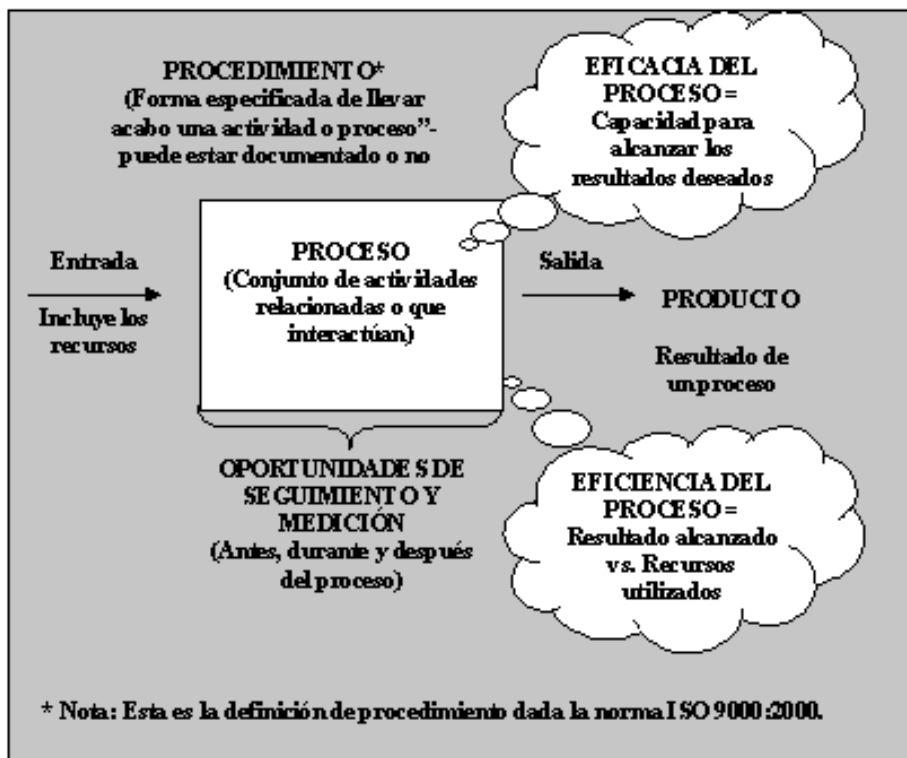 PROCEDIMIENTO*
(Forma especificada de llevar
acabo una actividad o proceso”-
puede estar documentado o no
EFICACIA DEL
PROCESO =
Capacidad para
alcanzar los
resultados deseados
Entrada
Incluye los
recursos
PROCESO
(Conjunto de actividades
relacionadas o que
interactúan)
Salida
PRODUCTO
Resultado de
un proceso
OPORTUNIDADES DE
SEGUIMIENTO Y
MEDICIÓN
(Antes, durante y después
del proceso)
EFICIENCIA DEL
PROCESO =
Resultado alcanzado
vs. Recursos
utilizados
* Nota: Esta es la definición de procedimiento dada la norma ISO 9000:2000.